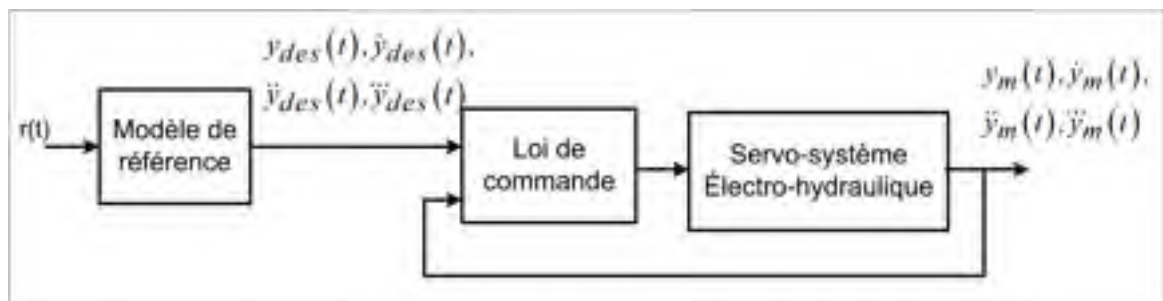 y_des(t), ẏ_des(t),
ÿ_des(t), y⃛_des(t)
y_m(t), ẏ_m(t),
ÿ_m(t), y⃛_m(t)
r(t)
Modèle de
référence
Loi de
commande
Servo-système
Électro-hydraulique